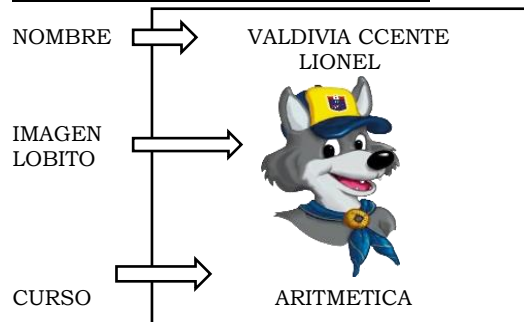 NOMBRE
VALDIVIA CCENTE
LIONEL
IMAGEN
LOBITO
CURSO
ARITMETICA